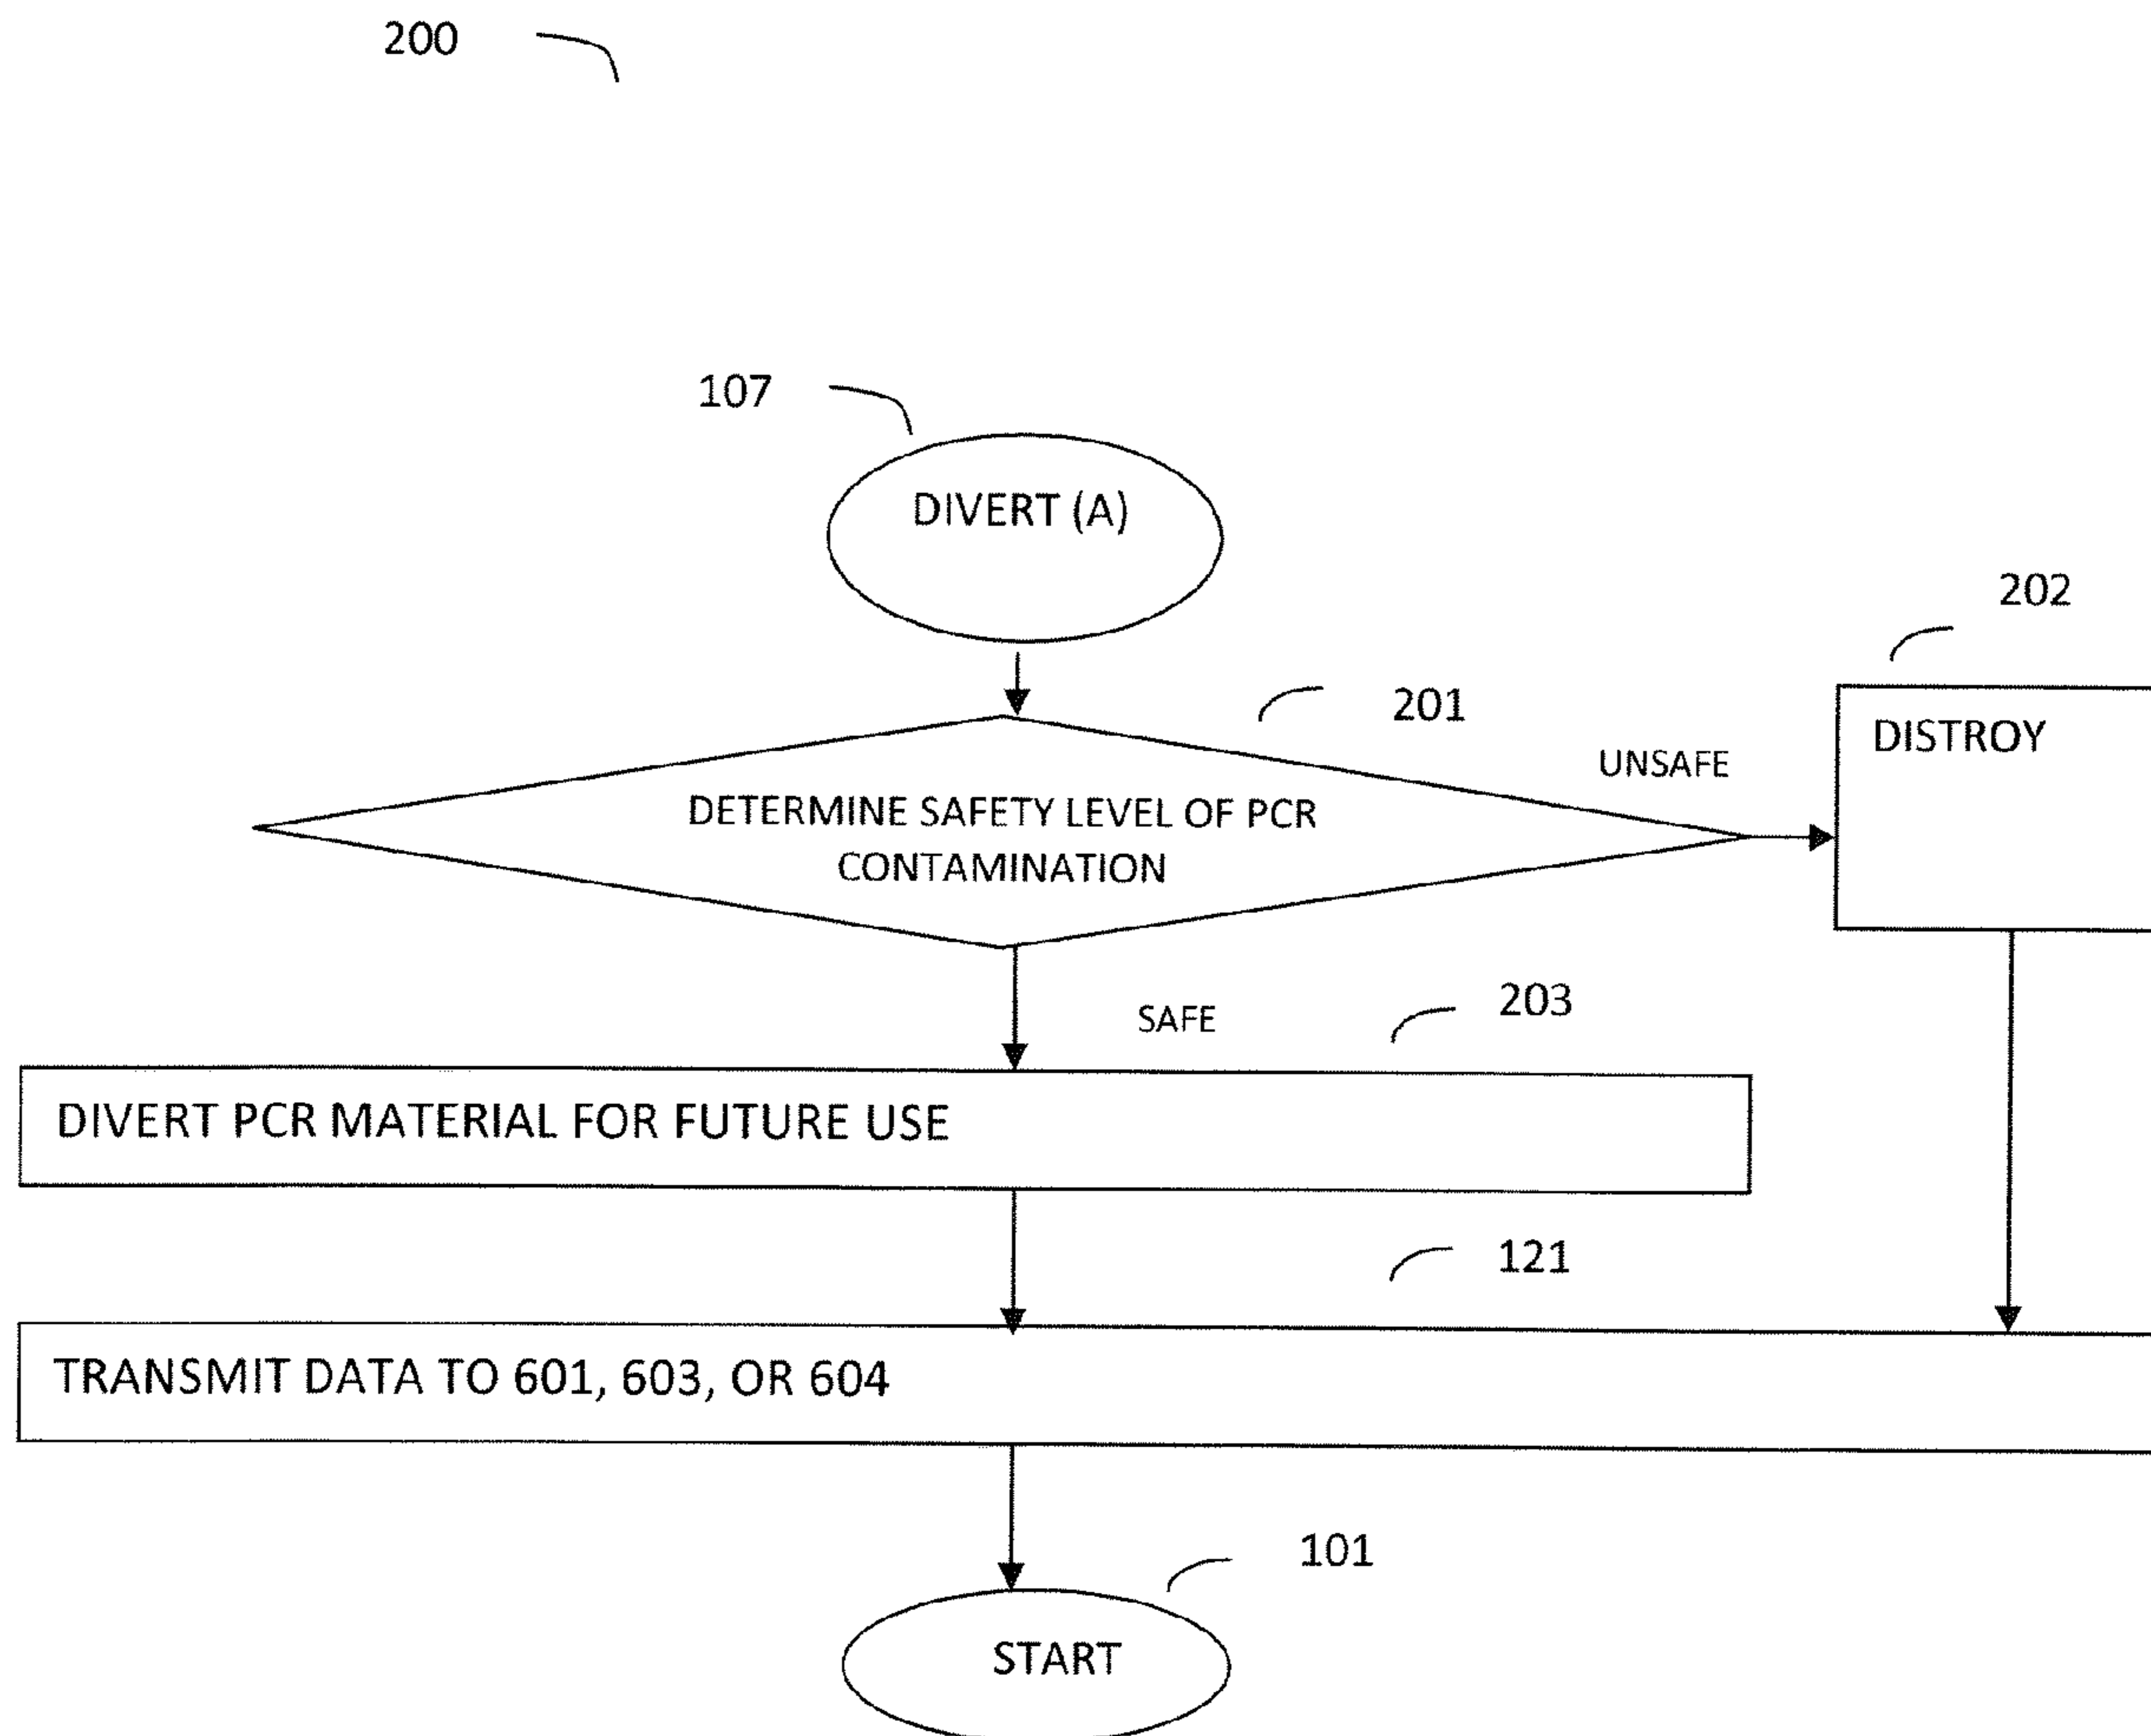 200
107
DIVERT (A)
202
201
UNSAFE
DISTROY
DETERMINE SAFETY LEVEL OF PCR
CONTAMINATION
203
SAFE
DIVERT PCR MATERIAL FOR FUTURE USE
121
TRANSMIT DATA TO 601, 603, OR 604
101
START